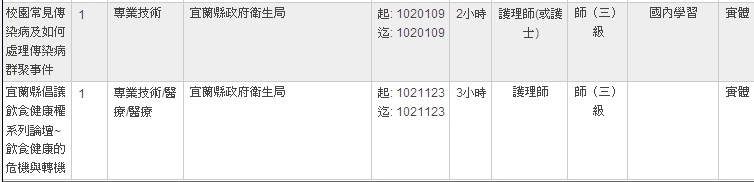 校園常見傳
染病及如何
處理傳染病
群聚事件
1
專業技術
宜蘭縣政府衛生局
起: 1020109
迄: 1020109
2小時
護理師(或護
士)
師（三）
級
國內學習
實體
宜蘭縣倡議
飲食健康權
系列論壇~
飲食健康的
危機與轉機
1
專業技術/醫
療/醫療
宜蘭縣政府衛生局
起: 1021123
迄: 1021123
3小時
護理師
師（三）
級
實體